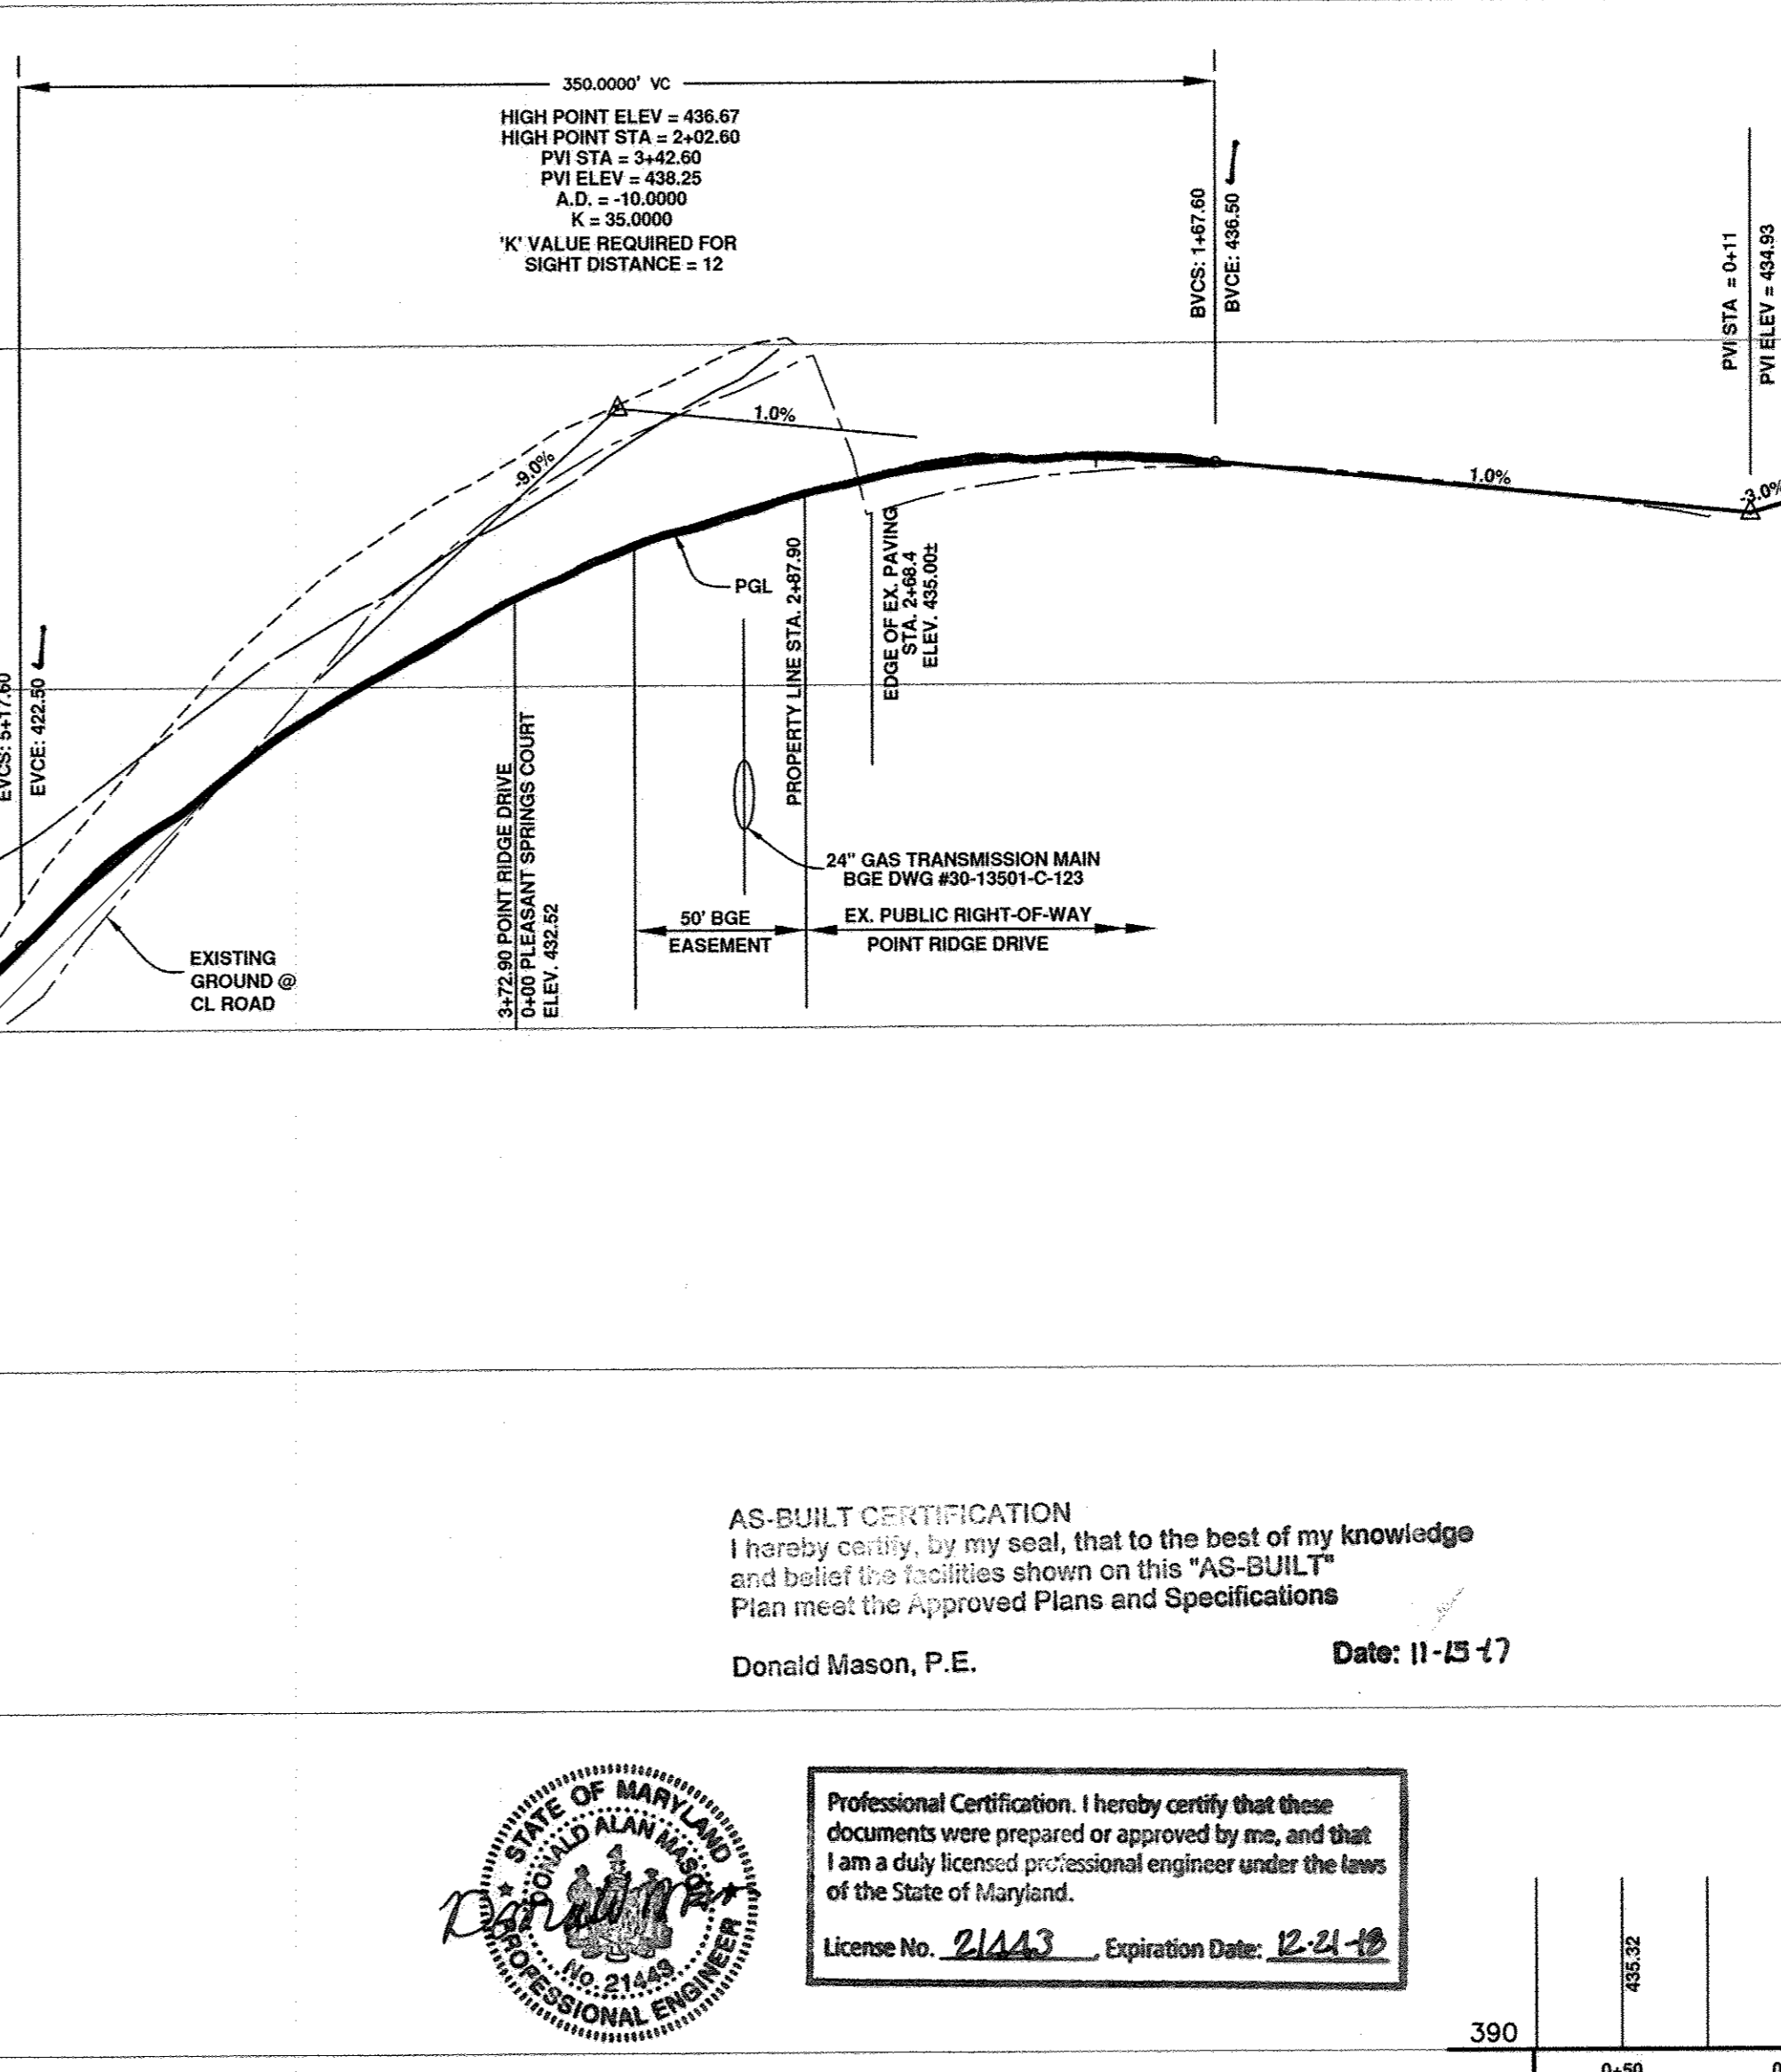 350.0000' VC
HIGH POINT ELEV = 436.67
HIGH POINT STA = 2+02.60
PVI STA = 3+42.60
PVI ELEV = 438.25
A.D. = -10.0000
K = 35.0000
'K' VALUE REQUIRED FOR
SIGHT DISTANCE = 12
BVCS: 1+67.60
BVCE: 436.50
PVI STA = 0+11
PVI ELEV = 434.93
1.0%
-9.0%
1.0%
-3.0%
PGL
EVCS: 5+17.60
EVCE: 422.50
PROPERTY LINE STA. 2+87.90
EDGE OF EX. PAVING
STA. 2+68.4
ELEV. 435.00±
3+72.90 POINT RIDGE DRIVE
0+00 PLEASANT SPRINGS COURT
ELEV. 432.52
24" GAS TRANSMISSION MAIN
BGE DWG #30-13501-C-123
50' BGE
EASEMENT
EX. PUBLIC RIGHT-OF-WAY
POINT RIDGE DRIVE
EXISTING
GROUND @
CL ROAD
AS-BUILT CERTIFICATION
I hereby certify, by my seal, that to the best of my knowledge
and belief the facilities shown on this "AS-BUILT"
Plan meet the Approved Plans and Specifications
Donald Mason, P.E.
Date: 11-15-17
STATE OF MARYLAND
DONALD ALAN MASON
No. 21443
PROFESSIONAL ENGINEER
Professional Certification. I hereby certify that these
documents were prepared or approved by me, and that
I am a duly licensed professional engineer under the laws
of the State of Maryland.
License No. 21443 Expiration Date: 12-21-18
435.32
390
0+50